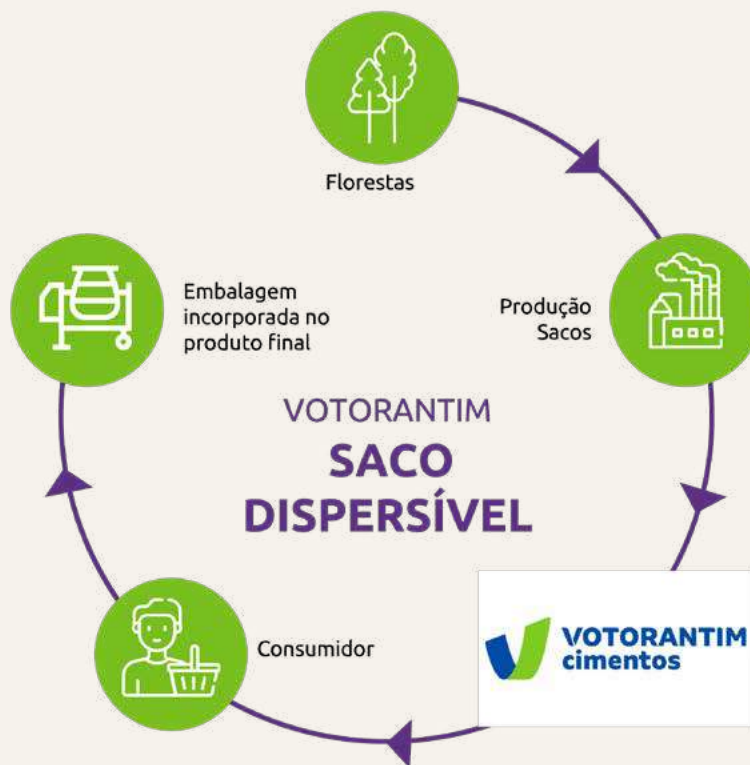 Florestas
Embalagem
incorporada no
produto final
Produção
Sacos
VOTORANTIM
SACO
DISPERSÍVEL
Consumidor
VOTORANTIM
cimentos